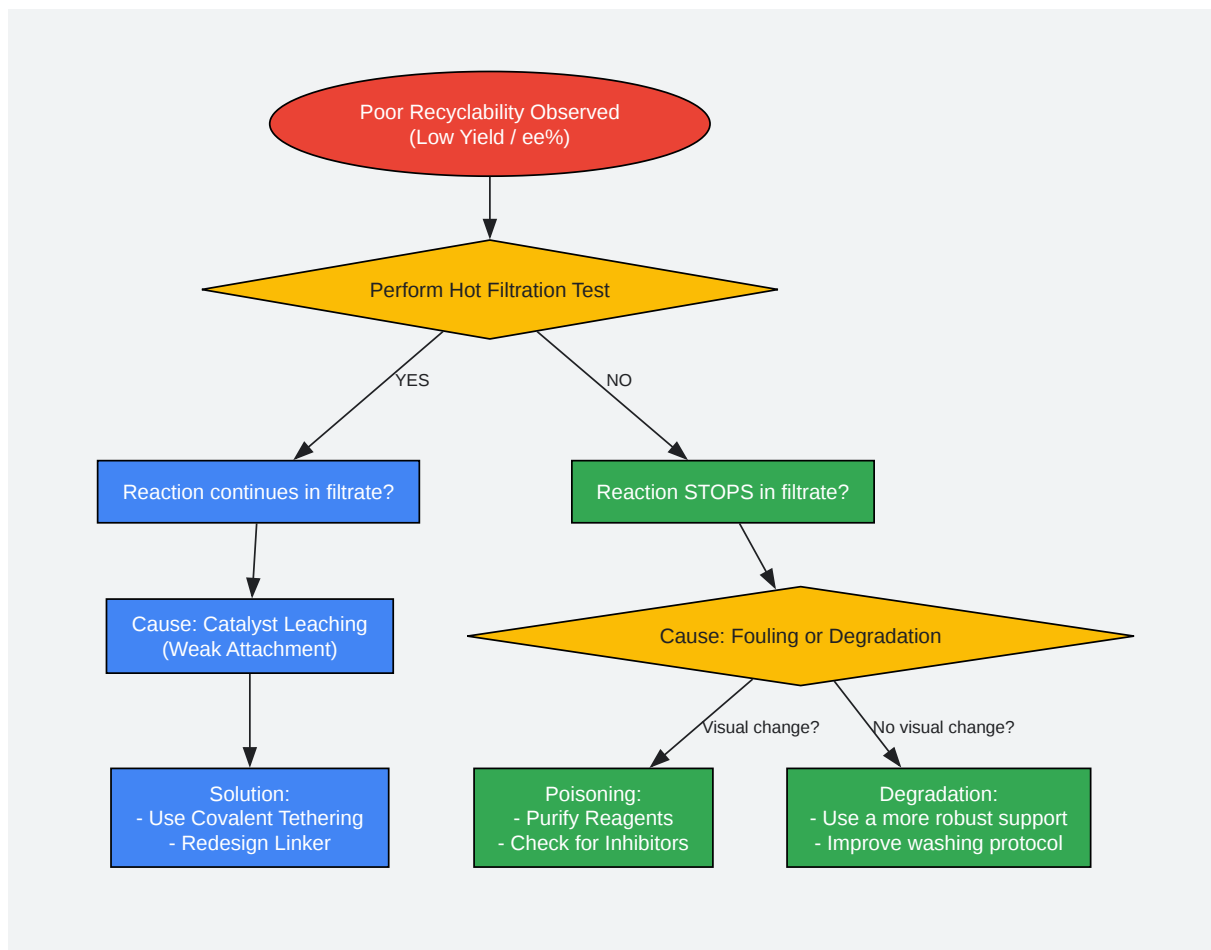 Poor Recyclability Observed
(Low Yield / ee%)
Perform Hot Filtration Test
YES
NO
Reaction continues in filtrate?
Reaction STOPS in filtrate?
Cause: Catalyst Leaching
(Weak Attachment)
Cause: Fouling or Degradation
Visual change?
No visual change?
Solution:
- Use Covalent Tethering
- Redesign Linker
Poisoning:
- Purify Reagents
- Check for Inhibitors
Degradation:
- Use a more robust support
- Improve washing protocol